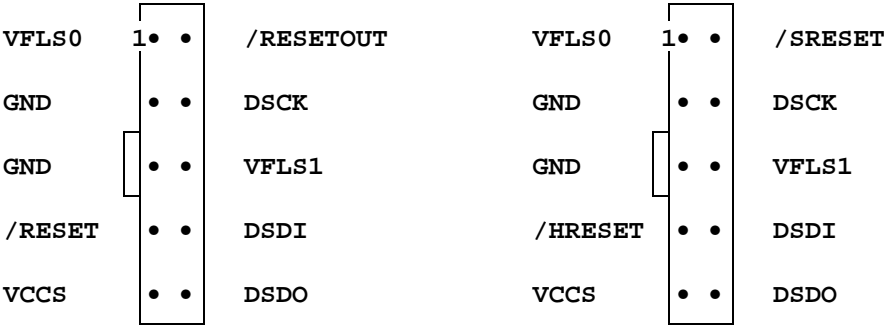 VFLS0 1 /RESETOUT VFLS0 1 /SRESET
GND DSCK GND DSCK
GND VFLS1 GND VFLS1
/RESET DSDI /HRESET DSDI
VCCS DSDO VCCS DSDO